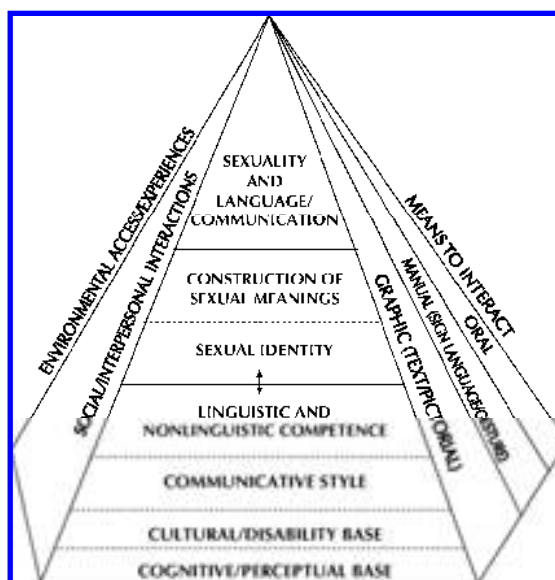 SEXUALITY
AND
LANGUAGE/
COMMUNICATION
CONSTRUCTION OF
SEXUAL MEANINGS
SEXUAL IDENTITY
LINGUISTIC AND
NONLINGUISTIC COMPETENCE
COMMUNICATIVE STYLE
CULTURAL/DISABILITY BASE
COGNITIVE/PERCEPTUAL BASE
ENVIRONMENTAL ACCESS/EXPERIENCES
SOCIAL/INTERPERSONAL INTERACTIONS
GRAPHIC (TEXT/PICTORIAL)
MANUAL (SIGN LANGUAGE/GESTURE)
ORAL
MEANS TO INTERACT